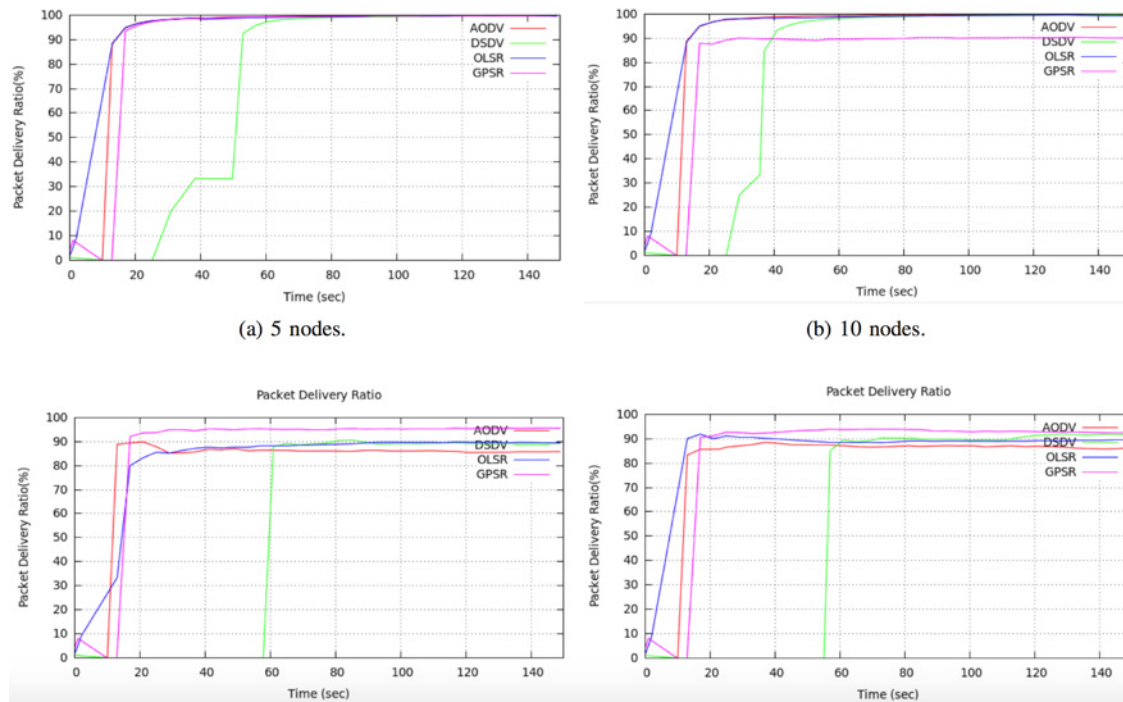 100
90
80
70
60
50
40
30
20
10
0
Packet Delivery Ratio(%)
AODV
DSDV
OLSR
GPSR
0 20 40 60 80 100 120 140
Time (sec)
(a) 5 nodes.
100
90
80
70
60
50
40
30
20
10
0
Packet Delivery Ratio(%)
AODV
DSDV
OLSR
GPSR
0 20 40 60 80 100 120 140
Time (sec)
(b) 10 nodes.
Packet Delivery Ratio
100
90
80
70
60
50
40
30
20
10
0
Packet Delivery Ratio(%)
AODV
DSDV
OLSR
GPSR
0 20 40 60 80 100 120 140
Time (sec)
Packet Delivery Ratio
100
90
80
70
60
50
40
30
20
10
0
Packet Delivery Ratio(%)
AODV
DSDV
OLSR
GPSR
0 20 40 60 80 100 120 140
Time (sec)